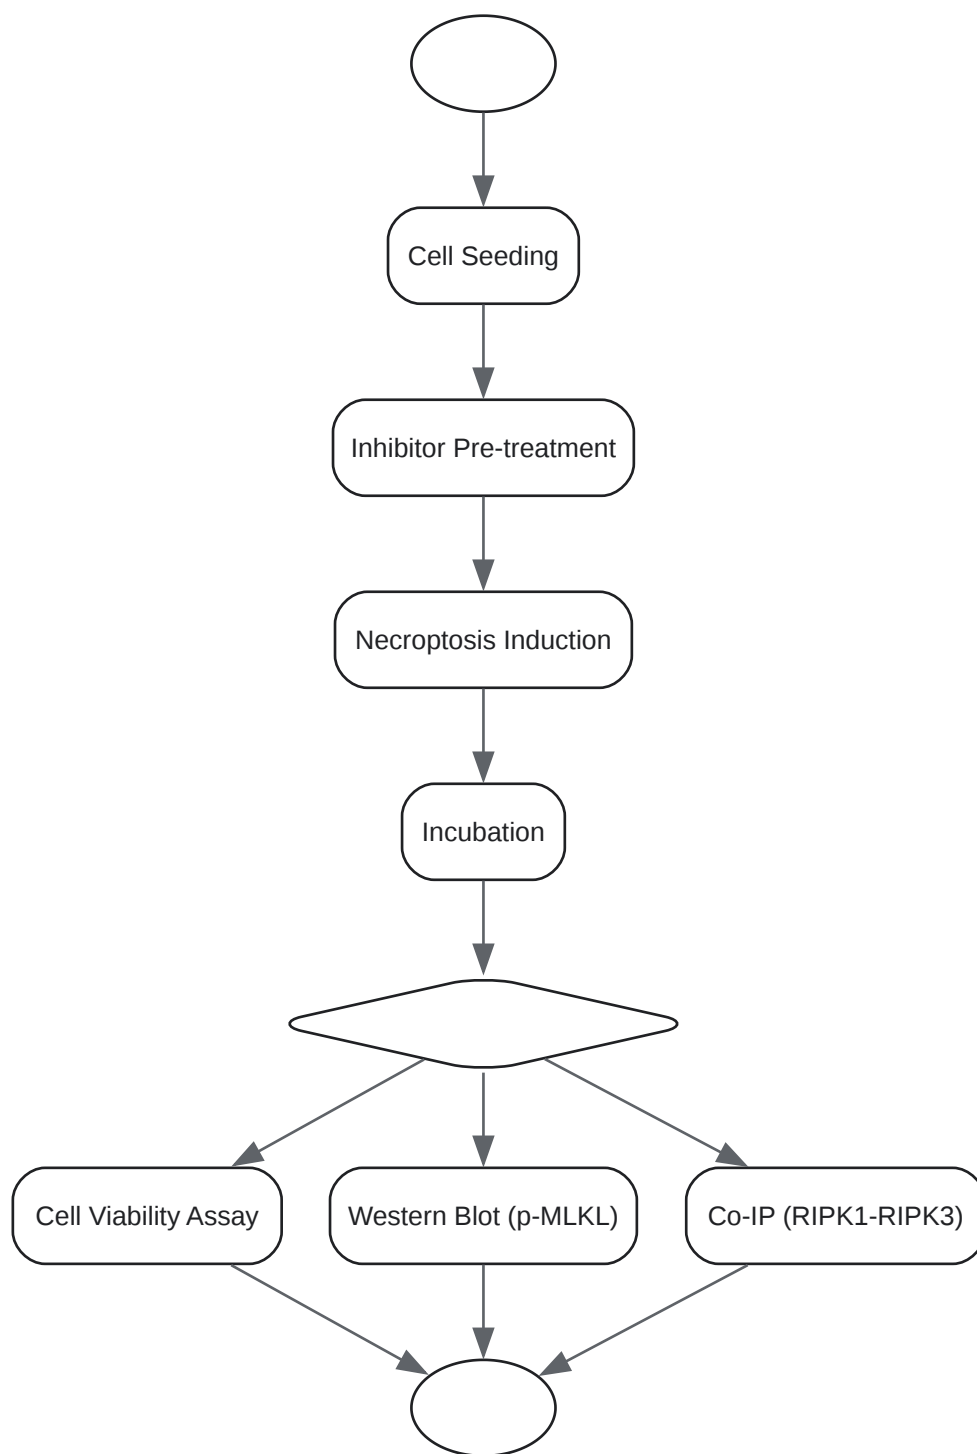 Cell Seeding
Inhibitor Pre-treatment
Necroptosis Induction
Incubation
Cell Viability Assay
Western Blot (p-MLKL)
Co-IP (RIPK1-RIPK3)